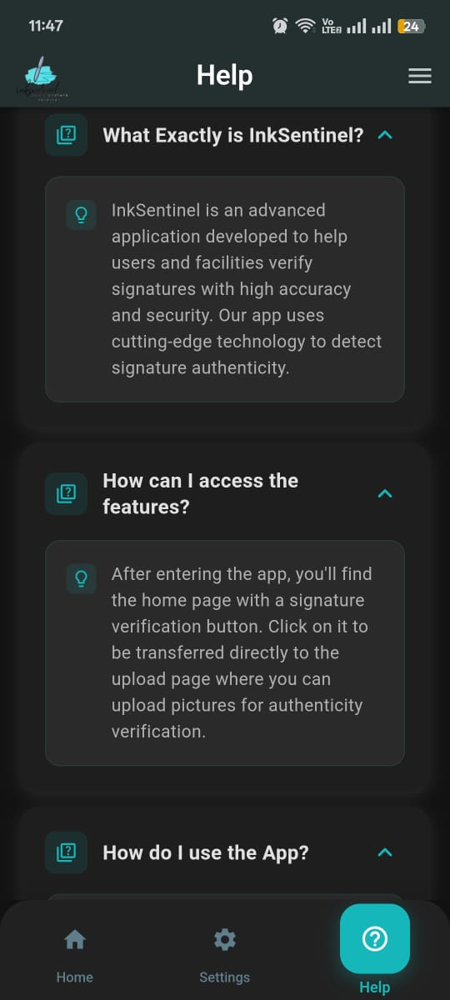 11:47
Vo
LTE2
24
Help
What Exactly is InkSentinel?
InkSentinel is an advanced
application developed to help
users and facilities verify
signatures with high accuracy
and security. Our app uses
cutting-edge technology to detect
signature authenticity.
How can I access the
features?
After entering the app, you'll find
the home page with a signature
verification button. Click on it to
be transferred directly to the
upload page where you can
upload pictures for authenticity
verification.
How do I use the App?
Home
Settings
Help